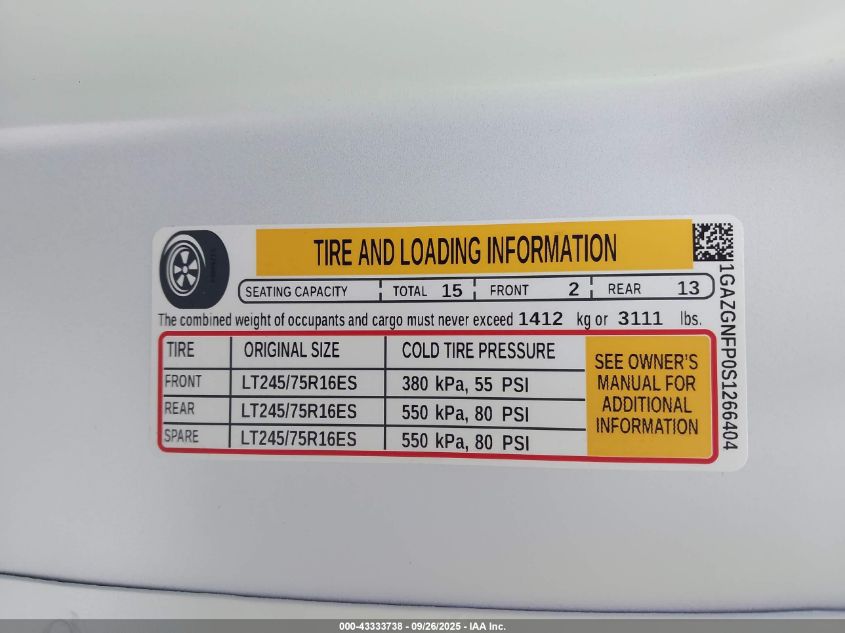 TIRE AND LOADING INFORMATION
SEATING CAPACITY TOTAL 15 FRONT 2 REAR 13
The combined weight of occupants and cargo must never exceed 1412 kg or 3111 lbs.
TIRE ORIGINAL SIZE COLD TIRE PRESSURE
FRONT LT245/75R16ES 380 kPa, 55 PSI
REAR LT245/75R16ES 550 kPa, 80 PSI
SPARE LT245/75R16ES 550 kPa, 80 PSI
SEE OWNER'S
MANUAL FOR
ADDITIONAL
INFORMATION
1GAZGNFP0S1266404
000-43333738 - 09/26/2025 - IAA Inc.